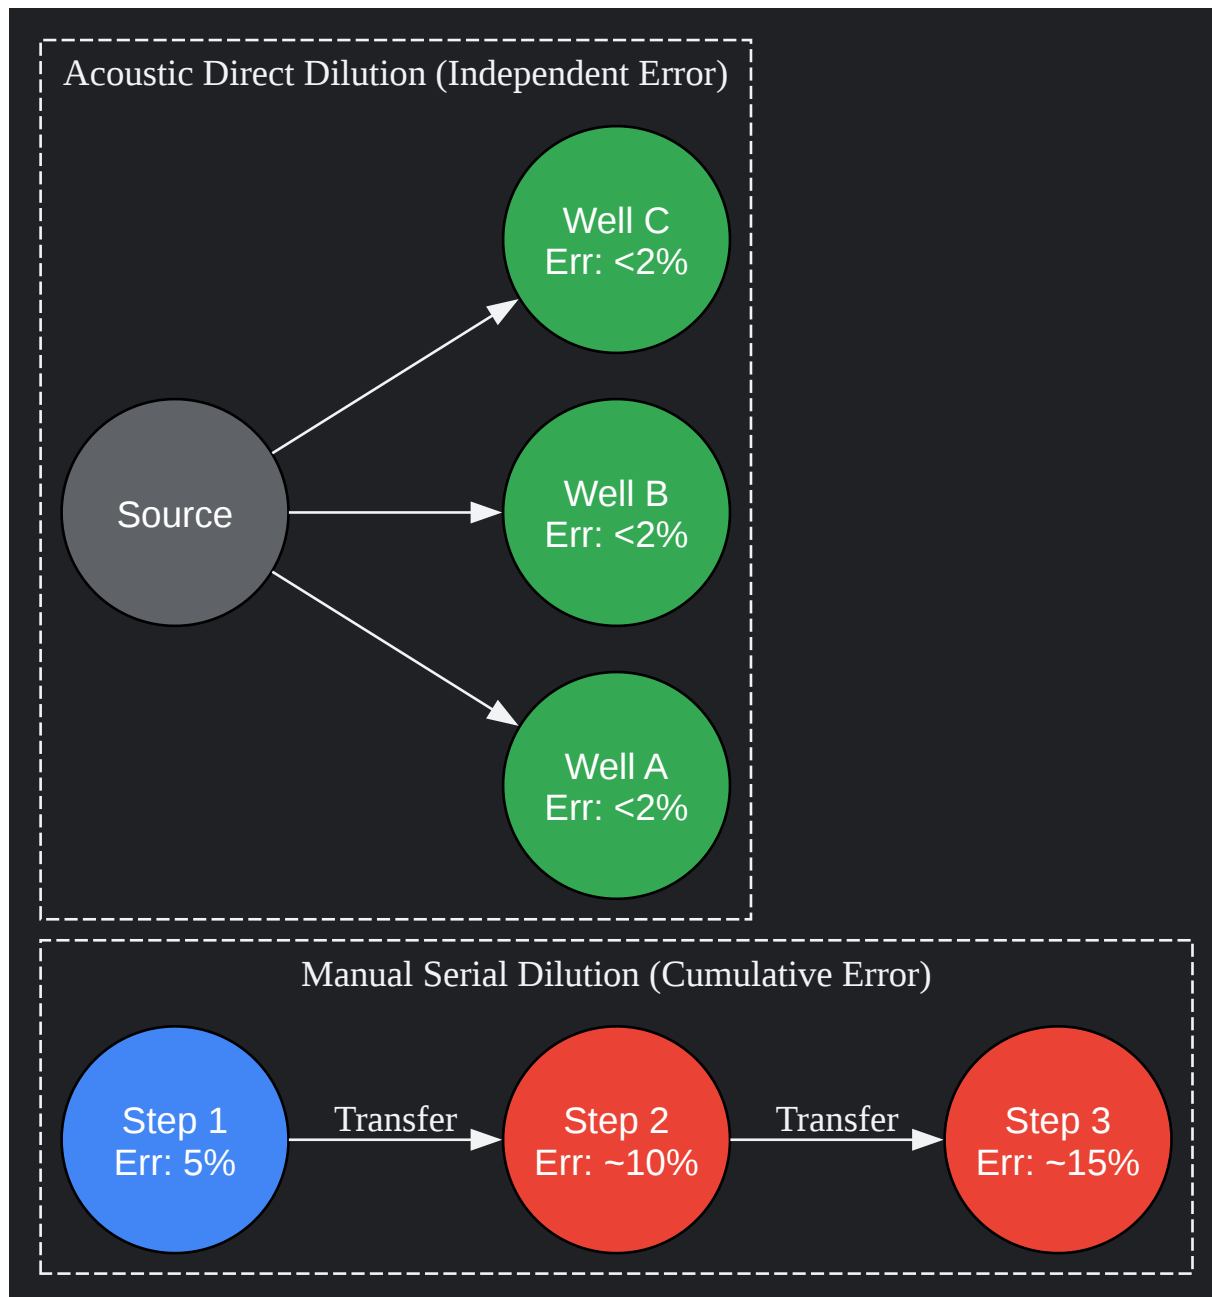 Acoustic Direct Dilution (Independent Error)
Well C
Err: <2%
Source
Well B
Err: <2%
Well A
Err: <2%
Manual Serial Dilution (Cumulative Error)
Step 1
Err: 5%
Transfer
Step 2
Err: ~10%
Transfer
Step 3
Err: ~15%